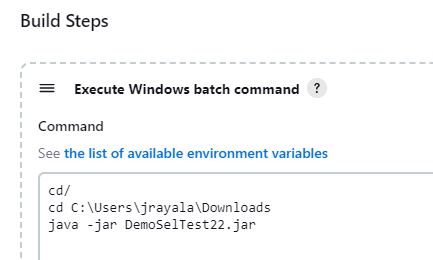 Build Steps
Execute Windows batch command ?
Command
See the list of available environment variables
cd/
cd C:\Users\jrayala\Downloads
java -jar DemoSelTest22.jar